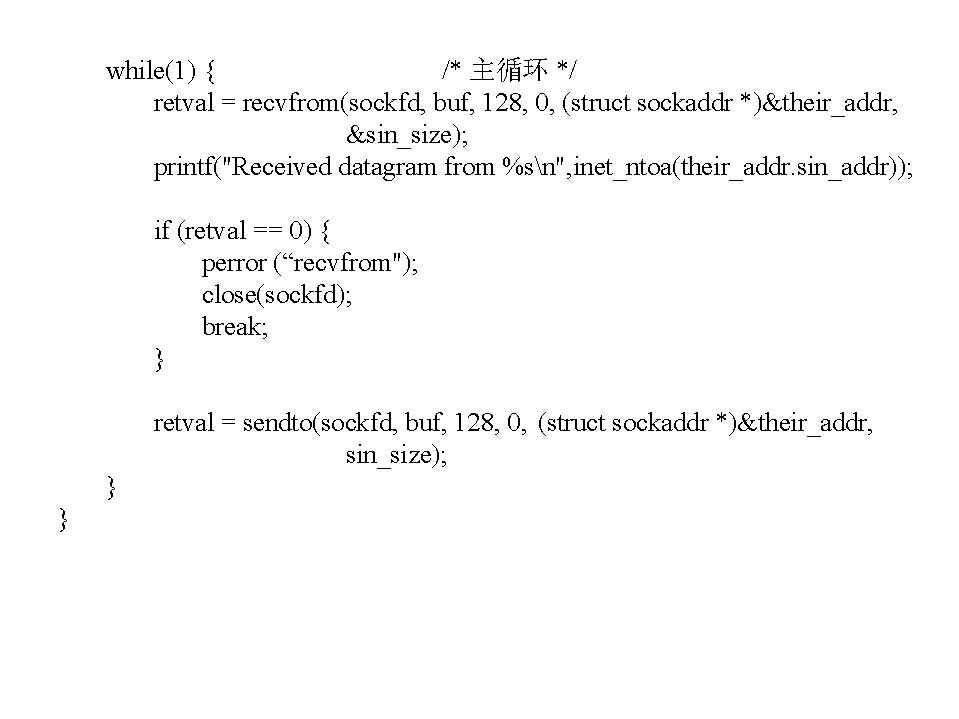 while(1) { /* 主循环 */
retval = recvfrom(sockfd, buf, 128, 0, (struct sockaddr *)&their_addr,
&sin_size);
printf("Received datagram from %s\n",inet_ntoa(their_addr.sin_addr));
if (retval == 0) {
perror (“recvfrom");
close(sockfd);
break;
}
retval = sendto(sockfd, buf, 128, 0, (struct sockaddr *)&their_addr,
sin_size);
}
}